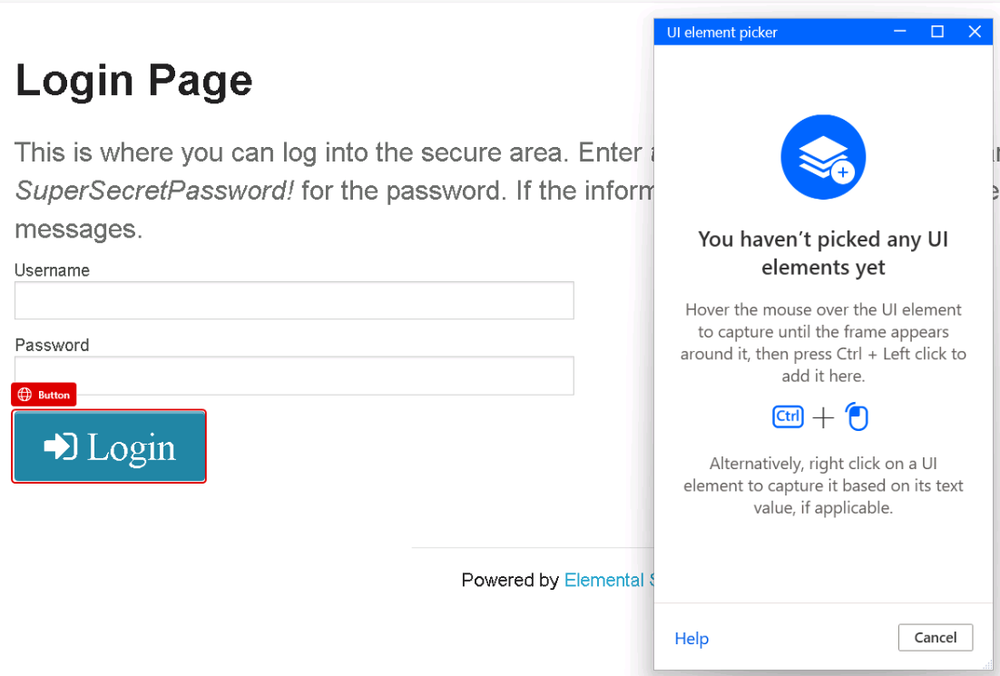 Login Page
This is where you can log into the secure area. Enter
SuperSecretPassword! for the password. If the inform
messages.
Username
Password
Button
Login
Powered by Elemental
UI element picker
You haven’t picked any UI
elements yet
Hover the mouse over the UI element
to capture until the frame appears
around it, then press Ctrl + Left click to
add it here.
Ctrl
Alternatively, right click on a UI
element to capture it based on its text
value, if applicable.
Help
Cancel